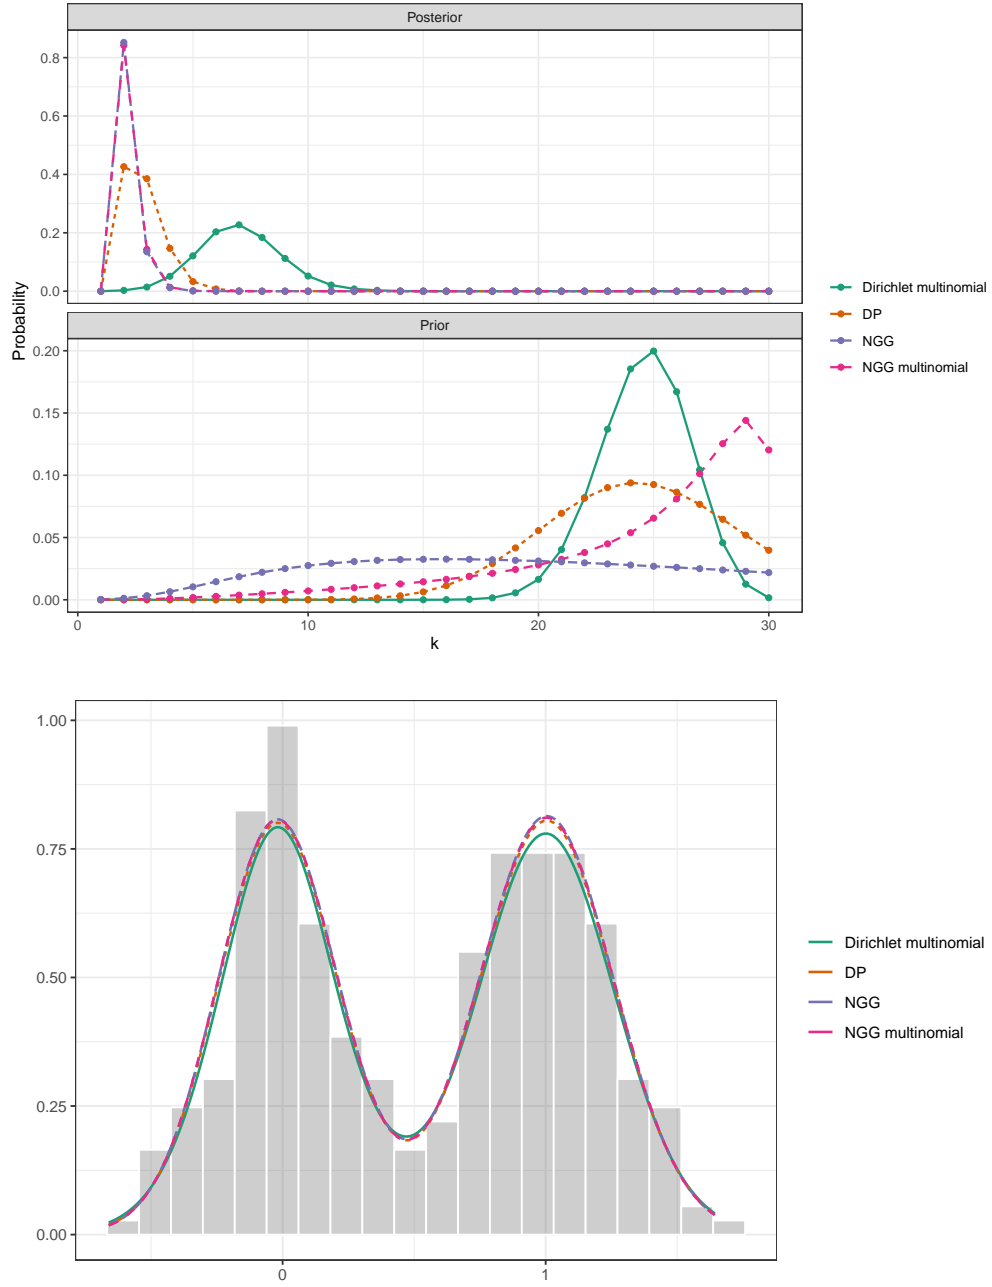 Posterior
0.8
0.6
0.4
0.2
0.0
Prior
0.20
0.15
0.10
0.05
0.00
0 10 20 30
k
Probability
Dirichlet multinomial
DP
NGG
NGG multinomial
1.00
0.75
0.50
0.25
0.00
0 1
Dirichlet multinomial
DP
NGG
NGG multinomial